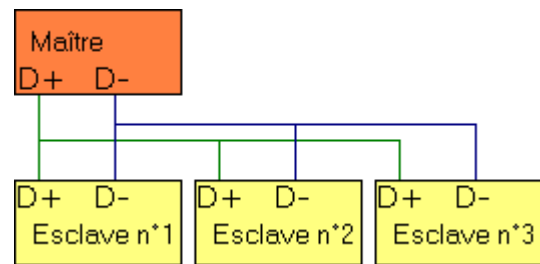 Maître
D+ D-
D+ D- D+ D- D+ D-
Esclave n°1 Esclave n°2 Esclave n°3